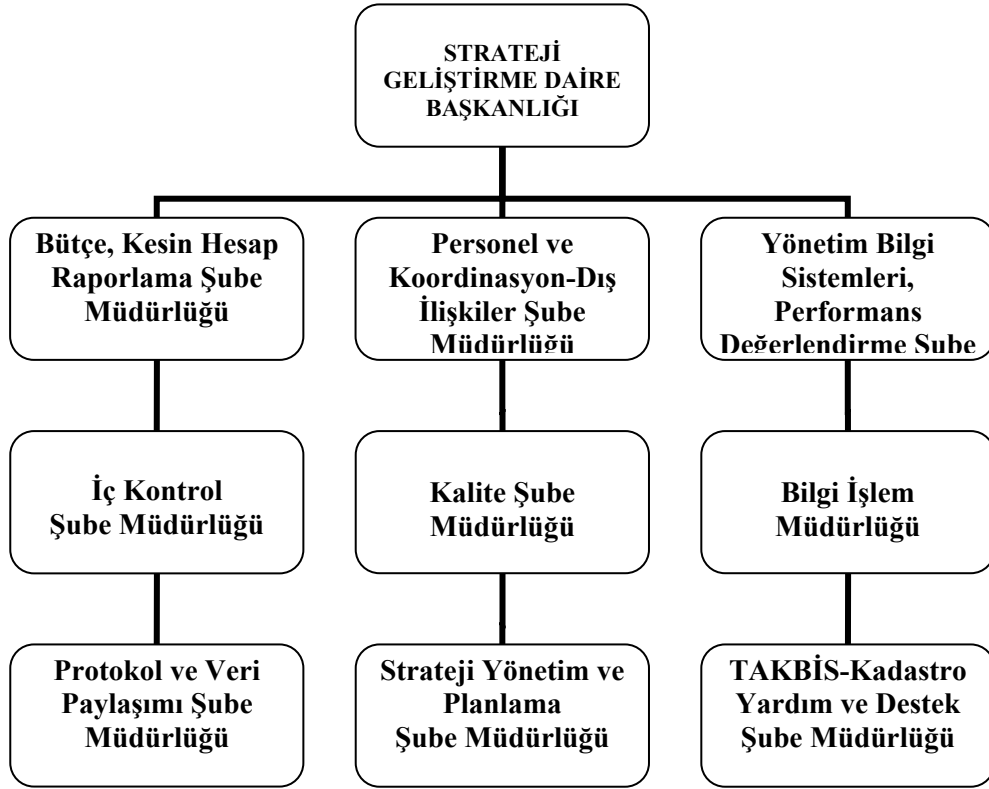 STRATEJİ
GELİŞTİRME DAİRE
BAŞKANLIĞI
Bütçe, Kesin Hesap
Raporlama Şube
Müdürlüğü
Personel ve
Koordinasyon-Dış
İlişkiler Şube
Müdürlüğü
Yönetim Bilgi
Sistemleri,
Performans
Değerlendirme Şube
İç Kontrol
Şube Müdürlüğü
Kalite Şube
Müdürlüğü
Bilgi İşlem
Müdürlüğü
Protokol ve Veri
Paylaşımı Şube
Müdürlüğü
Strateji Yönetim ve
Planlama
Şube Müdürlüğü
TAKBİS-Kadastro
Yardım ve Destek
Şube Müdürlüğü